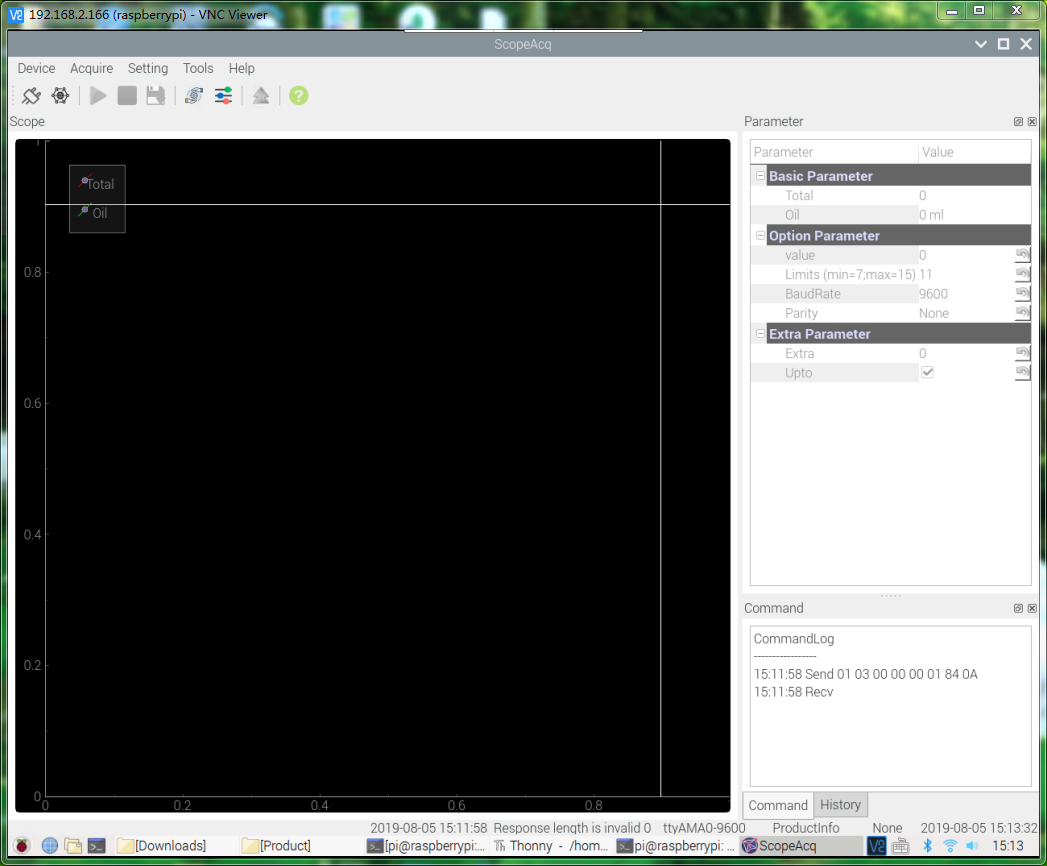 192.168.2.166 (raspberrypi) - VNC Viewer
ScopeAcq
Device Acquire Setting Tools Help
Scope
Parameter
1
Total
Oil
0.8
0.6
0.4
0.2
0
0 0.2 0.4 0.6 0.8
Parameter Value
Basic Parameter
Total 0
Oil 0 ml
Option Parameter
value 0
Limits (min=7;max=15) 11
BaudRate 9600
Parity None
Extra Parameter
Extra 0
Upto
Command
CommandLog
-----------------
15:11:58 Send 01 03 00 00 00 01 84 0A
15:11:58 Recv
Command History
2019-08-05 15:11:58 Response length is invalid 0 ttyAMA0-9600 ProductInfo None 2019-08-05 15:13:32
[Downloads] [Product] [pi@raspberrypi:... Thonny - /hom... pi@raspberrypi: ... ScopeAcq 15:13